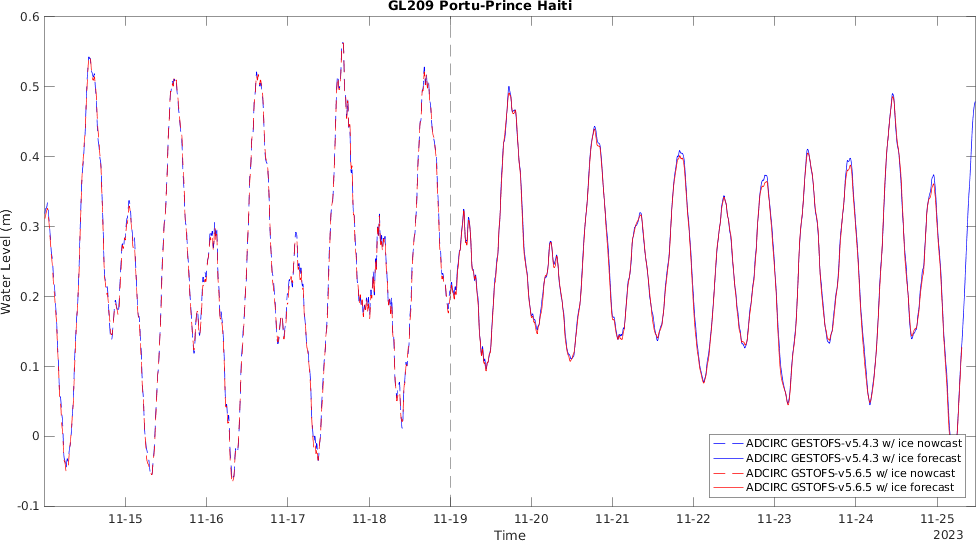 GL209 Portu-Prince Haiti
0.6
0.5
0.4
0.3
0.2
0.1
0
-0.1
Water Level (m)
11-15 11-16 11-17 11-18 11-19 11-20 11-21 11-22 11-23 11-24 11-25
Time
2023
ADCIRC GESTOFS-v5.4.3 w/ ice nowcast
ADCIRC GESTOFS-v5.4.3 w/ ice forecast
ADCIRC GSTOFS-v5.6.5 w/ ice nowcast
ADCIRC GSTOFS-v5.6.5 w/ ice forecast